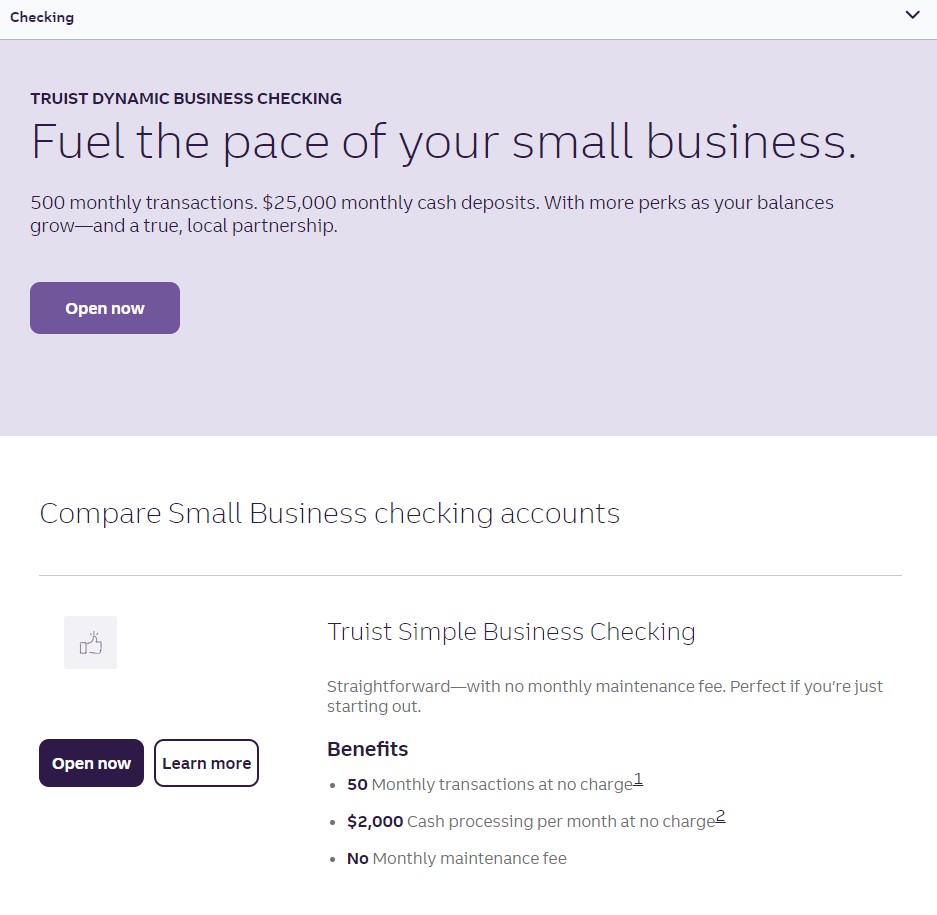 Checking
TRUIST DYNAMIC BUSINESS CHECKING
Fuel the pace of your small business.
500 monthly transactions. $25,000 monthly cash deposits. With more perks as your balances
grow—and a true, local partnership.
Open now
Compare Small Business checking accounts
Truist Simple Business Checking
Straightforward—with no monthly maintenance fee. Perfect if you’re just
starting out.
Open now
Learn more
Benefits
• 50 Monthly transactions at no charge1
• $2,000 Cash processing per month at no charge2
• No Monthly maintenance fee